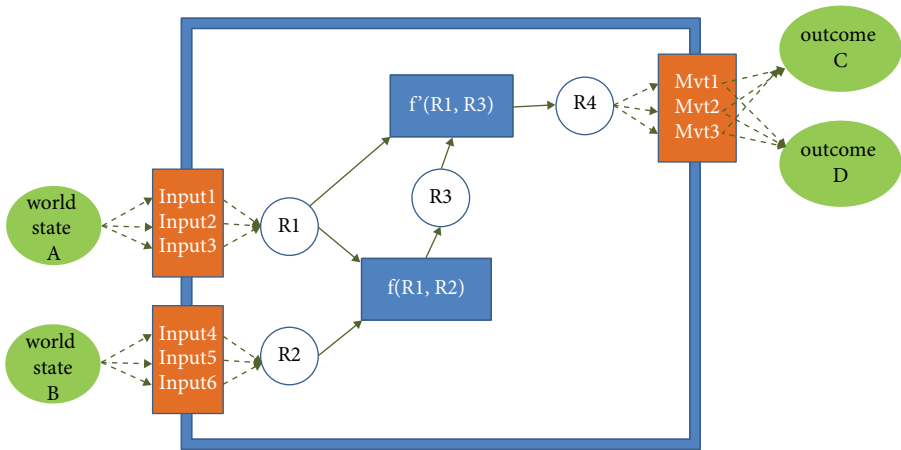 world
state
A
Input1
Input2
Input3
R1
world
state
B
Input4
Input5
Input6
R2
f(R1, R2)
R3
f’(R1, R3)
R4
Mvt1
Mvt2
Mvt3
outcome
C
outcome
D